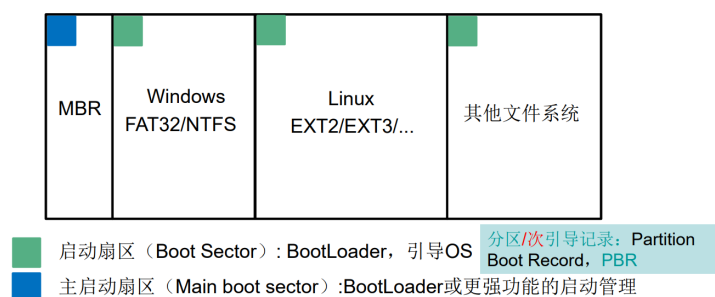 MBR
Windows
FAT32/NTFS
Linux
EXT2/EXT3/...
其他文件系统
启动扇区（Boot Sector）: BootLoader，引导OS
分区/次引导记录：Partition
Boot Record，PBR
主启动扇区（Main boot sector）:BootLoader或更强功能的启动管理